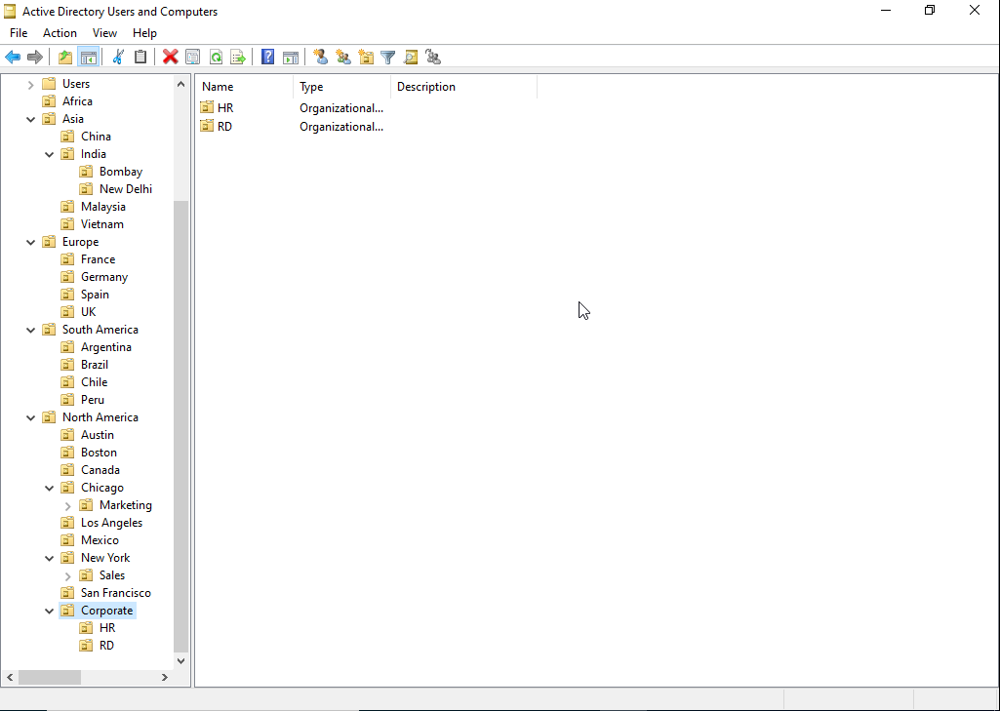 Active Directory Users and Computers
File Action View Help
Users
Africa
Asia
China
India
Bombay
New Delhi
Malaysia
Vietnam
Europe
France
Germany
Spain
UK
South America
Argentina
Brazil
Chile
Peru
North America
Austin
Boston
Canada
Chicago
Marketing
Los Angeles
Mexico
New York
Sales
San Francisco
Corporate
HR
RD
Name Type Description
HR Organizational...
RD Organizational...